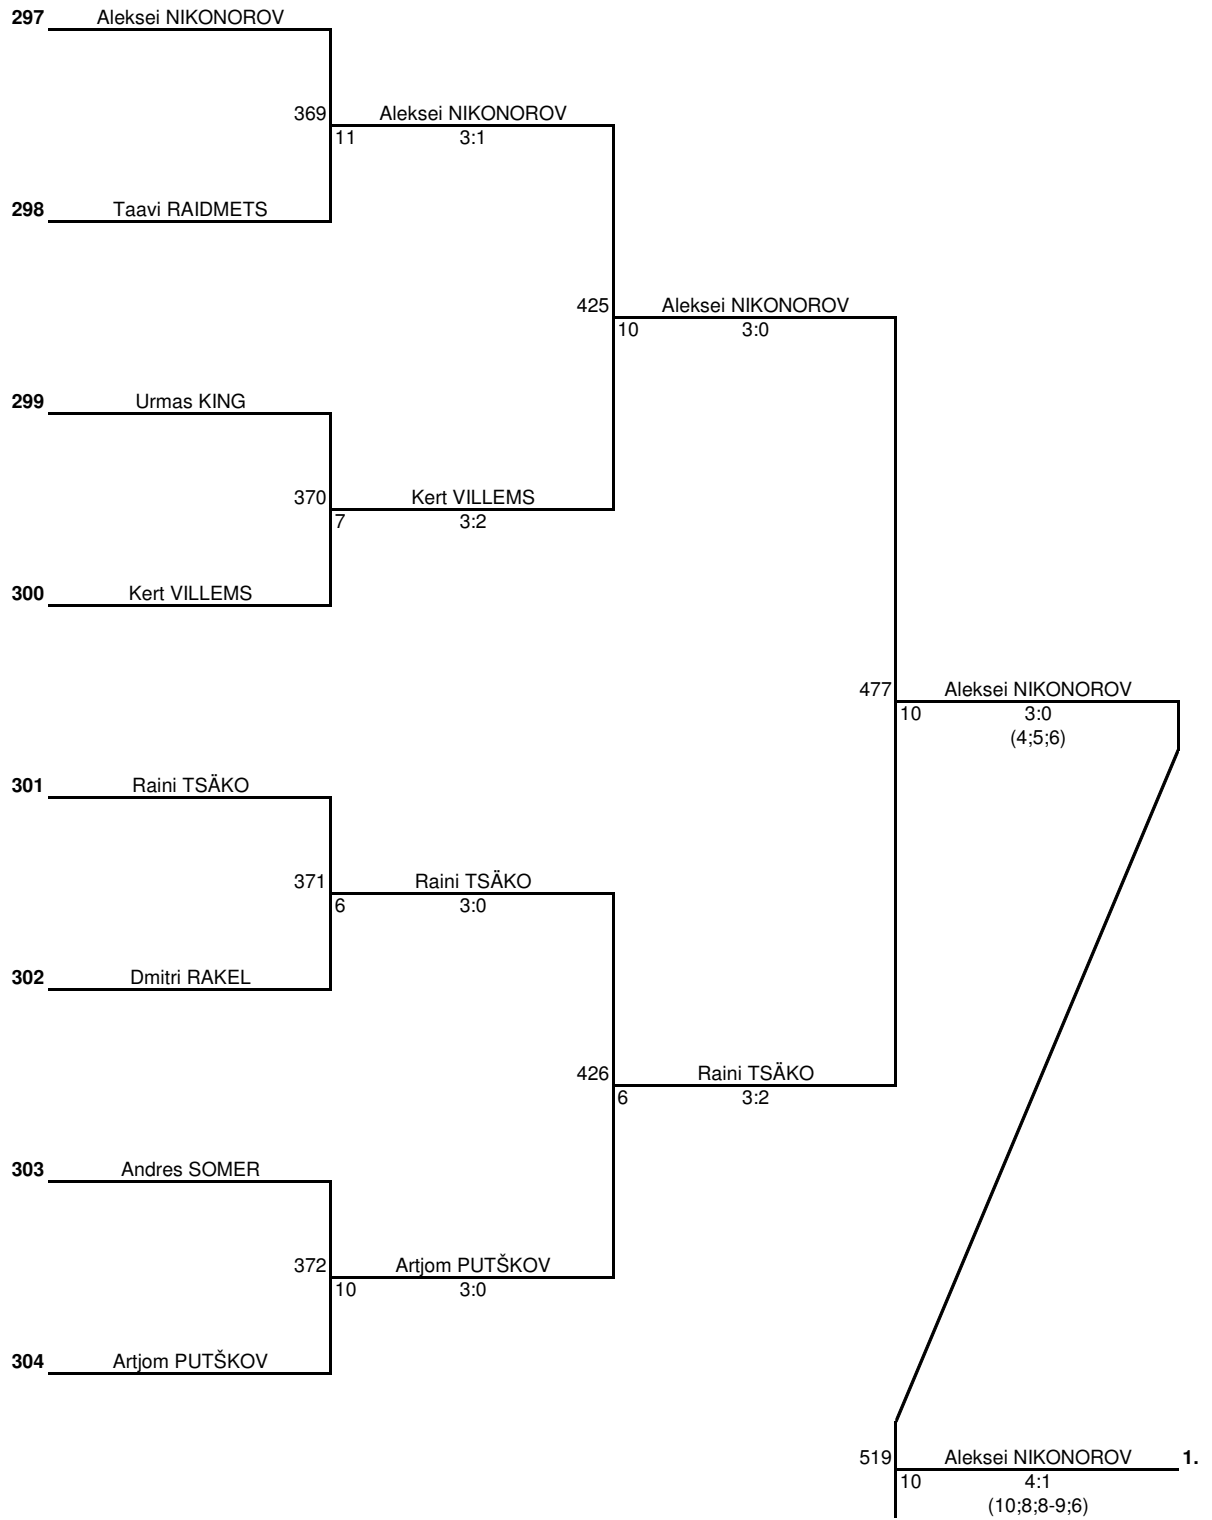 297 Aleksei NIKONOROV
369 Aleksei NIKONOROV
11 3:1
298 Taavi RAIDMETS
425 Aleksei NIKONOROV
10 3:0
299 Urmas KING
370 Kert VILLEMS
7 3:2
300 Kert VILLEMS
477 Aleksei NIKONOROV
10 3:0
(4;5;6)
301 Raini TSÄKO
371 Raini TSÄKO
6 3:0
302 Dmitri RAKEL
426 Raini TSÄKO
6 3:2
303 Andres SOMER
372 Artjom PUTŠKOV
10 3:0
304 Artjom PUTŠKOV
519 Aleksei NIKONOROV 1.
10 4:1
(10;8;8-9;6)